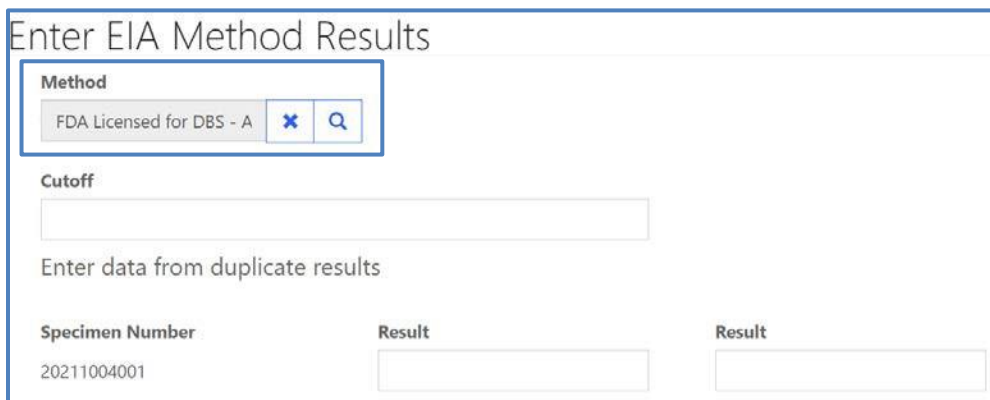 Enter EIA Method Results
Method
FDA Licensed for DBS - A
Cutoff
Enter data from duplicate results
Specimen Number Result Result
20211004001